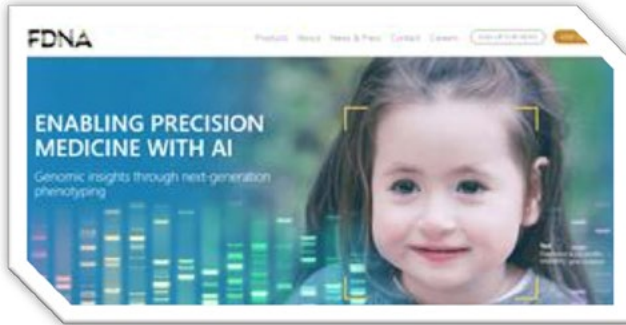 FDNA
Products About News & Press Contact Careers
ENABLING PRECISION
MEDICINE WITH AI
Genomic insights through next-generation
phenotyping